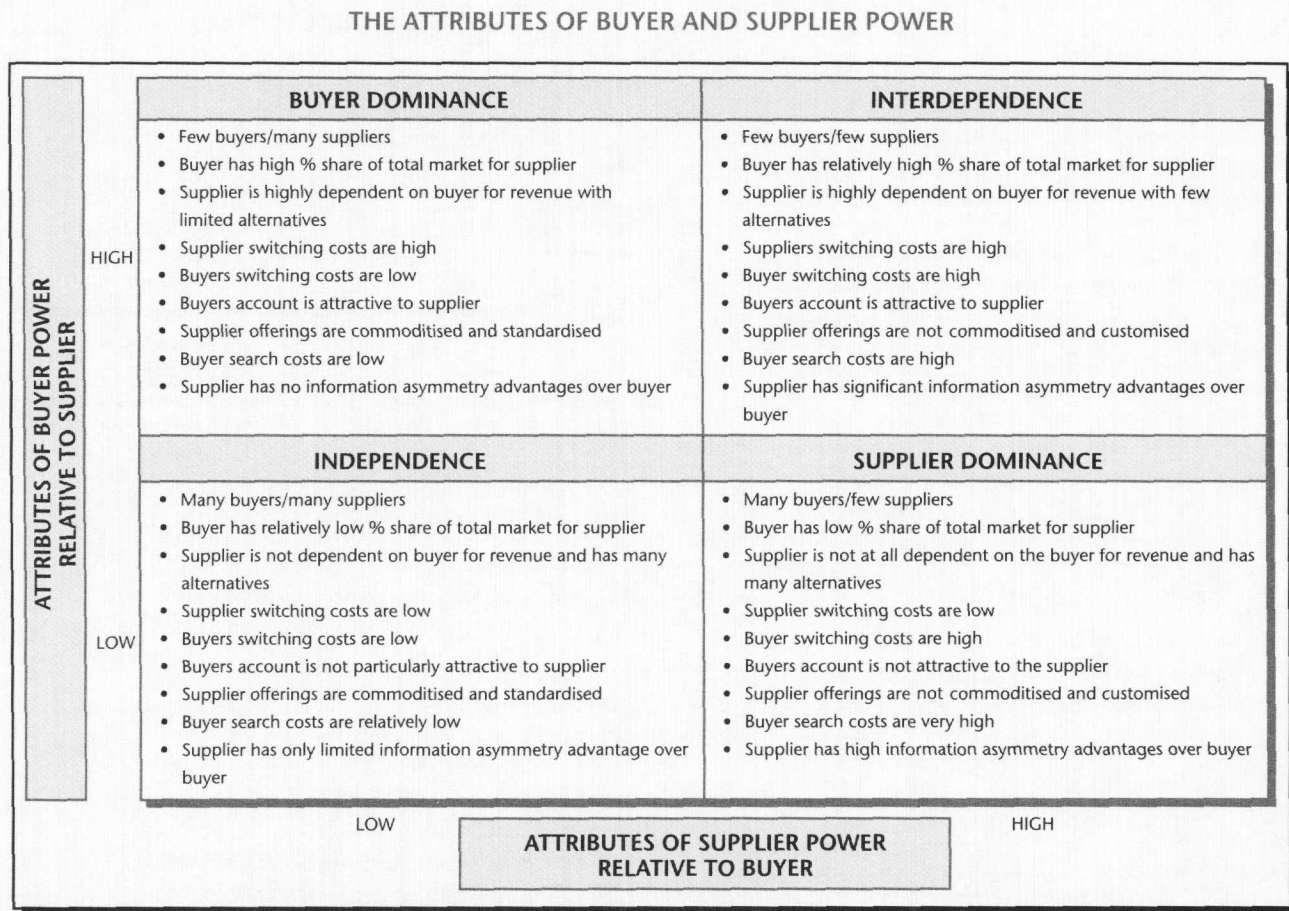 THE ATTRIBUTES OF BUYER AND SUPPLIER POWER
ATTRIBUTES OF BUYER POWER
RELATIVE TO SUPPLIER
HIGH
BUYER DOMINANCE
• Few buyers/many suppliers
• Buyer has high % share of total market for supplier
• Supplier is highly dependent on buyer for revenue with
limited alternatives
• Supplier switching costs are high
• Buyers switching costs are low
• Buyers account is attractive to supplier
• Supplier offerings are commoditised and standardised
• Buyer search costs are low
• Supplier has no information asymmetry advantages over buyer
INTERDEPENDENCE
• Few buyers/few suppliers
• Buyer has relatively high % share of total market for supplier
• Supplier is highly dependent on buyer for revenue with few
alternatives
• Suppliers switching costs are high
• Buyer switching costs are high
• Buyers account is attractive to supplier
• Supplier offerings are not commoditised and customised
• Buyer search costs are high
• Supplier has significant information asymmetry advantages over
buyer
LOW
INDEPENDENCE
• Many buyers/many suppliers
• Buyer has relatively low % share of total market for supplier
• Supplier is not dependent on buyer for revenue and has many
alternatives
• Supplier switching costs are low
• Buyers switching costs are low
• Buyers account is not particularly attractive to supplier
• Supplier offerings are commoditised and standardised
• Buyer search costs are relatively low
• Supplier has only limited information asymmetry advantage over
buyer
SUPPLIER DOMINANCE
• Many buyers/few suppliers
• Buyer has low % share of total market for supplier
• Supplier is not at all dependent on the buyer for revenue and has
many alternatives
• Supplier switching costs are low
• Buyer switching costs are high
• Buyers account is not attractive to the supplier
• Supplier offerings are not commoditised and customised
• Buyer search costs are very high
• Supplier has high information asymmetry advantages over buyer
LOW
HIGH
ATTRIBUTES OF SUPPLIER POWER
RELATIVE TO BUYER